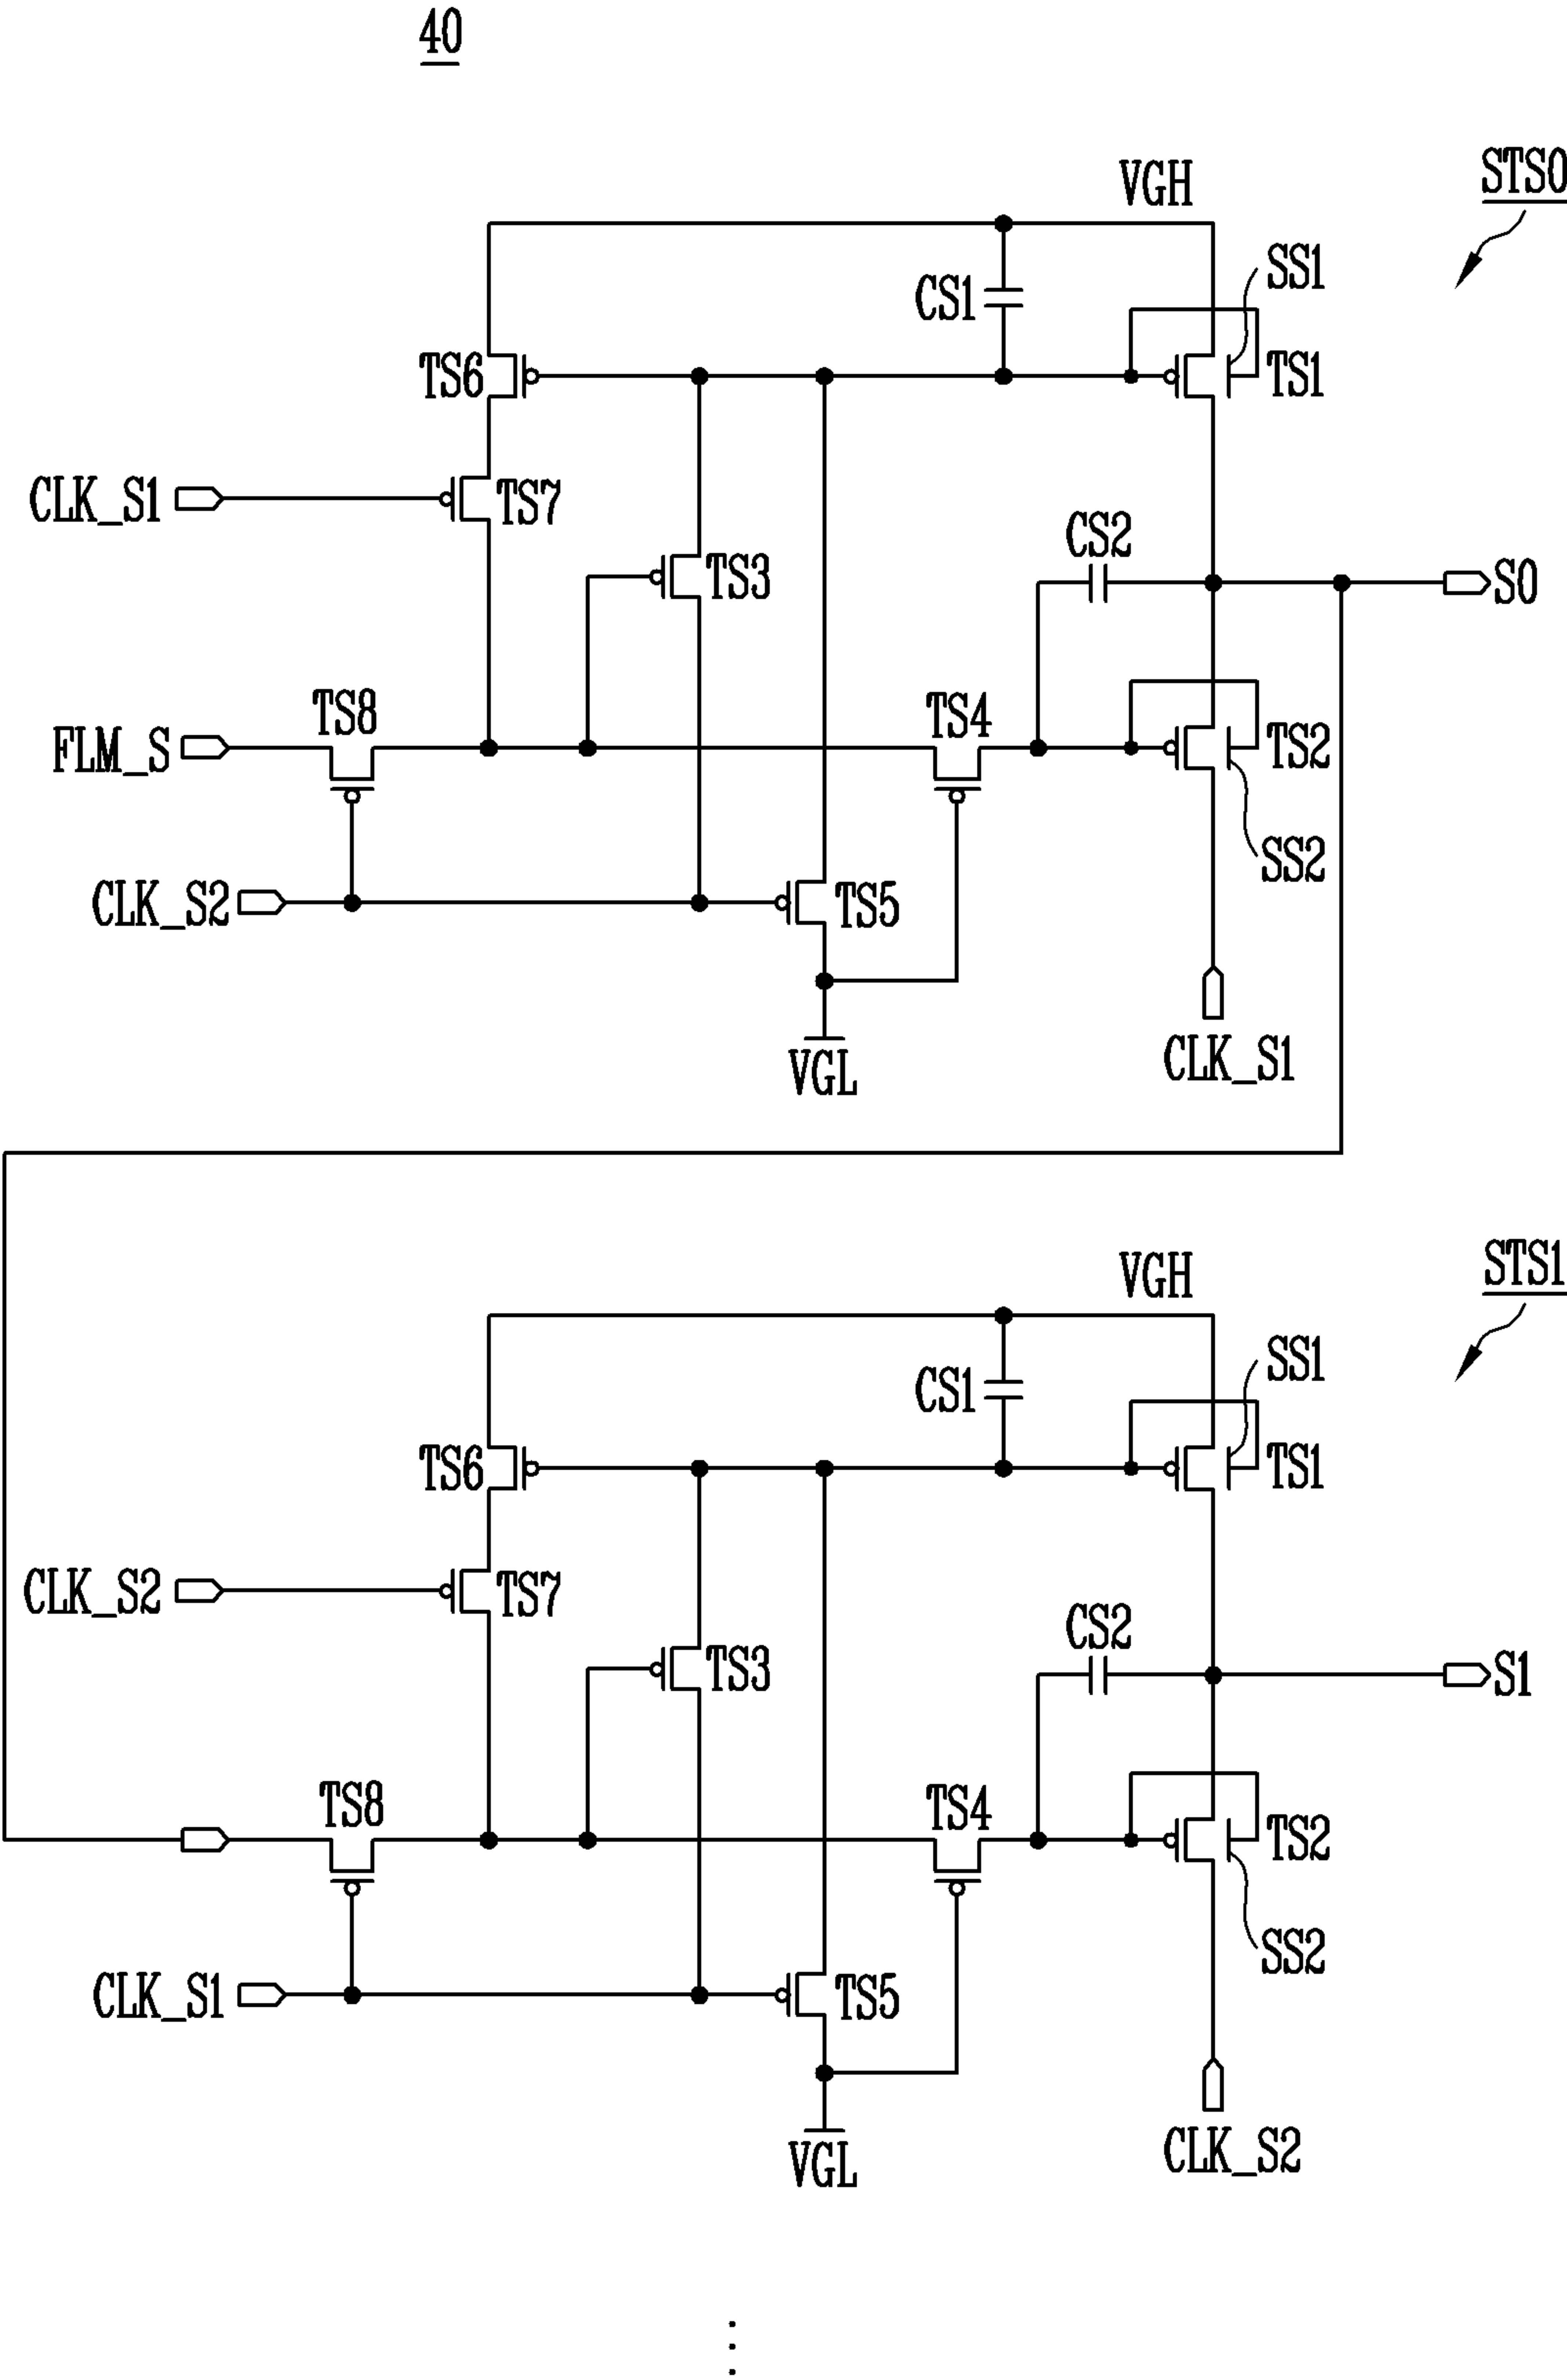 40
VGH
STS0
SS1
CS1
TS6
TS1
CLK_S1
TS7
CS2
TS3
S0
TS8
TS4
FLM_S
TS2
SS2
CLK_S2
TS5
CLK_S1
VGL
VGH
STS1
SS1
CS1
TS6
TS1
CLK_S2
TS7
CS2
TS3
S1
TS8
TS4
TS2
SS2
CLK_S1
TS5
CLK_S2
VGL